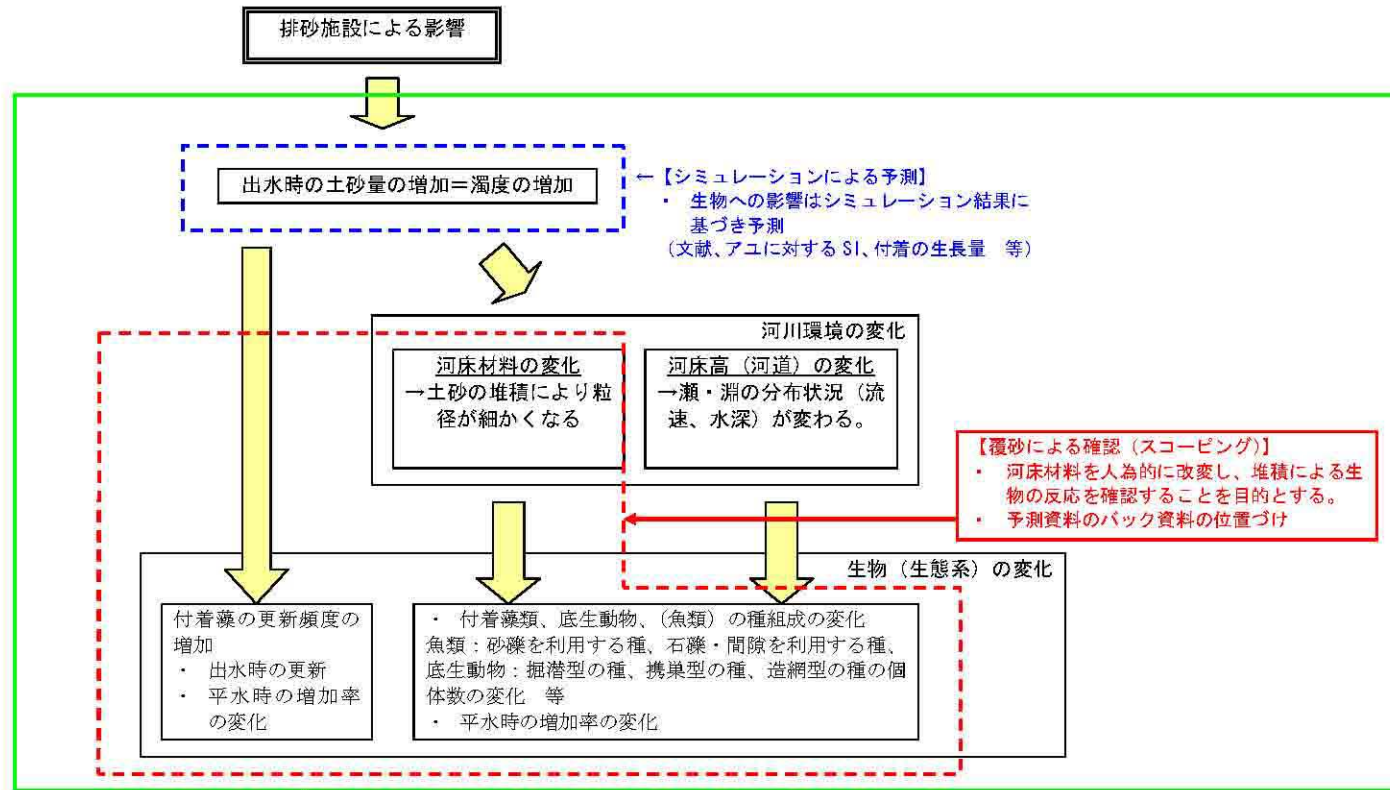 排砂施設による影響
出水時の土砂量の増加＝濁度の増加
←【シミュレーションによる予測】
・ 生物への影響はシミュレーション結果に
基づき予測
（文献、アユに対する SI、付着の生長量 等）
河川環境の変化
河床材料の変化
→土砂の堆積により粒
径が細かくなる
河床高（河道）の変化
→瀬・淵の分布状況（流
速、水深）が変わる。
【覆砂による確認（スコーピング）】
・ 河床材料を人為的に改変し、堆積による生
物の反応を確認することを目的とする。
・ 予測資料のバック資料の位置づけ
生物（生態系）の変化
付着藻の更新頻度の
増加
・ 出水時の更新
・ 平水時の増加率
の変化
・ 付着藻類、底生動物、（魚類）の種組成の変化
魚類：砂礫を利用する種、石礫・間隙を利用する種、
底生動物：掘潜型の種、携巣型の種、造網型の種の個
体数の変化 等
・ 平水時の増加率の変化